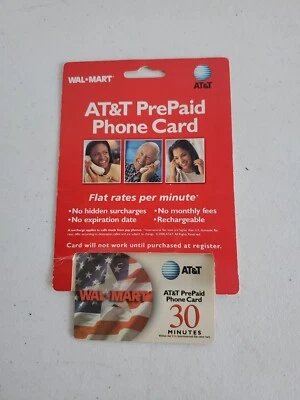 WAL★MART®
AT&T
AT&T PrePaid
Phone Card
Flat rates per minute*
•No hidden surcharges •No monthly fees
•No expiration date •Rechargeable
Card will not work until purchased at register.
WAL★MART
AT&T
AT&T PrePaid
Phone Card
30
MINUTES